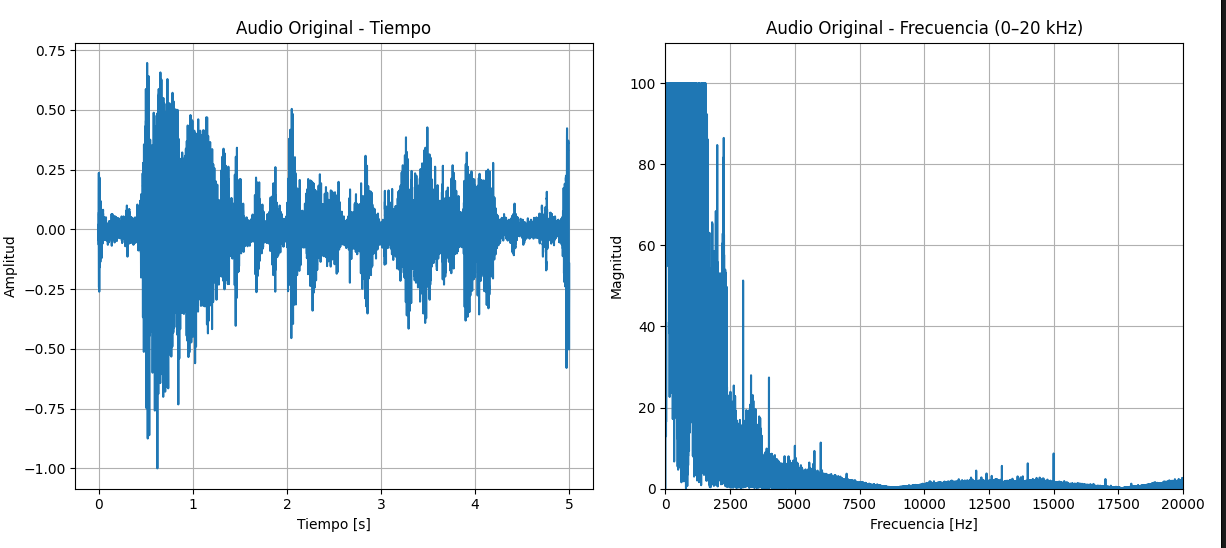 Audio Original - Tiempo
0.75
0.50
0.25
0.00
−0.25
−0.50
−0.75
−1.00
Amplitud
0 1 2 3 4 5
Tiempo [s]
Audio Original - Frecuencia (0–20 kHz)
100
80
60
40
20
0
Magnitud
0 2500 5000 7500 10000 12500 15000 17500 20000
Frecuencia [Hz]